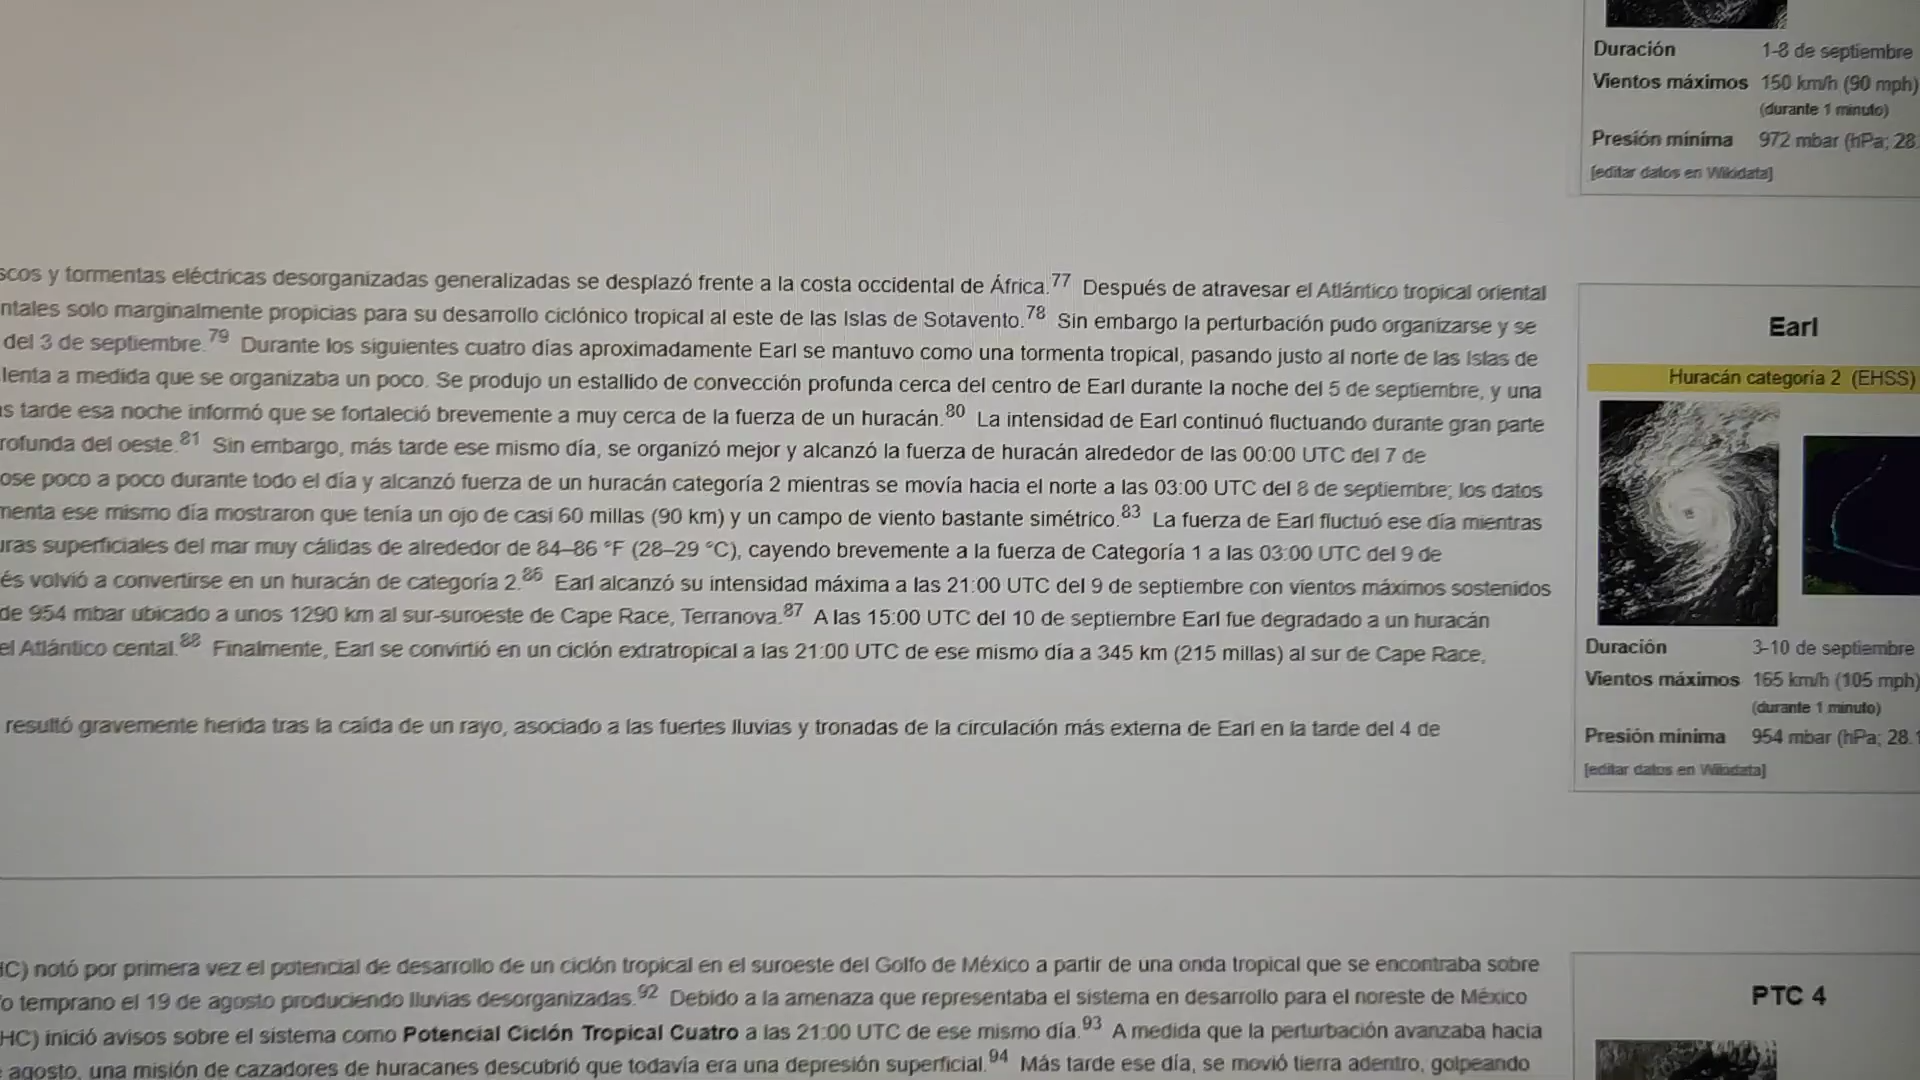 Duración 1-8 de septiembre
Vientos máximos 150 km/h (90 mph)
(durante 1 minuto)
Presión mínima 972 mbar (hPa; 28.
[editar datos en Wikidata]
scos y tormentas eléctricas desorganizadas generalizadas se desplazó frente a la costa occidental de África.77 Después de atravesar el Atlántico tropical oriental
ntales solo marginalmente propicias para su desarrollo ciclónico tropical al este de las Islas de Sotavento.78 Sin embargo la perturbación pudo organizarse y se
del 3 de septiembre.79 Durante los siguientes cuatro días aproximadamente Earl se mantuvo como una tormenta tropical, pasando justo al norte de las Islas de
lenta a medida que se organizaba un poco. Se produjo un estallido de convección profunda cerca del centro de Earl durante la noche del 5 de septiembre, y una
s tarde esa noche informó que se fortaleció brevemente a muy cerca de la fuerza de un huracán.80 La intensidad de Earl continuó fluctuando durante gran parte
rofunda del oeste.81 Sin embargo, más tarde ese mismo día, se organizó mejor y alcanzó la fuerza de huracán alrededor de las 00:00 UTC del 7 de
ose poco a poco durante todo el día y alcanzó fuerza de un huracán categoría 2 mientras se movía hacia el norte a las 03:00 UTC del 8 de septiembre; los datos
menta ese mismo día mostraron que tenía un ojo de casi 60 millas (90 km) y un campo de viento bastante simétrico.83 La fuerza de Earl fluctuó ese día mientras
uras superficiales del mar muy cálidas de alrededor de 84–86 °F (28–29 °C), cayendo brevemente a la fuerza de Categoría 1 a las 03:00 UTC del 9 de
és volvió a convertirse en un huracán de categoría 2.86 Earl alcanzó su intensidad máxima a las 21:00 UTC del 9 de septiembre con vientos máximos sostenidos
de 954 mbar ubicado a unos 1290 km al sur-suroeste de Cape Race, Terranova.87 A las 15:00 UTC del 10 de septiembre Earl fue degradado a un huracán
el Atlántico cental.88 Finalmente, Earl se convirtió en un ciclón extratropical a las 21:00 UTC de ese mismo día a 345 km (215 millas) al sur de Cape Race,
resultó gravemente herida tras la caída de un rayo, asociado a las fuertes lluvias y tronadas de la circulación más externa de Earl en la tarde del 4 de
Earl
Huracán categoría 2 (EHSS)
Duración 3-10 de septiembre
Vientos máximos 165 km/h (105 mph)
(durante 1 minuto)
Presión mínima 954 mbar (hPa; 28.1
[editar datos en Wikidata]
HC) notó por primera vez el potencial de desarrollo de un ciclón tropical en el suroeste del Golfo de México a partir de una onda tropical que se encontraba sobre
o temprano el 19 de agosto produciendo lluvias desorganizadas.92 Debido a la amenaza que representaba el sistema en desarrollo para el noreste de México
HC) inició avisos sobre el sistema como Potencial Ciclón Tropical Cuatro a las 21:00 UTC de ese mismo día.93 A medida que la perturbación avanzaba hacia
agosto, una misión de cazadores de huracanes descubrió que todavía era una depresión superficial.94 Más tarde ese día, se movió tierra adentro, golpeando
PTC 4